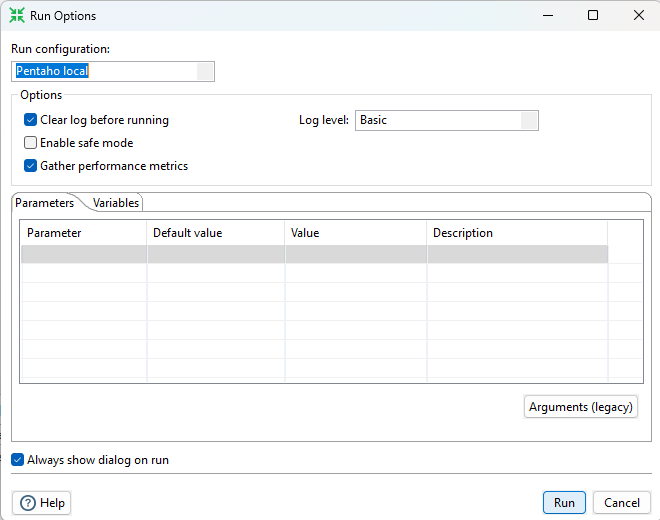 Run Options
Run configuration:
Pentaho local
Options
Clear log before running
Log level: Basic
Enable safe mode
Gather performance metrics
Parameters Variables
Parameter Default value Value Description
Arguments (legacy)
Always show dialog on run
Help Run Cancel